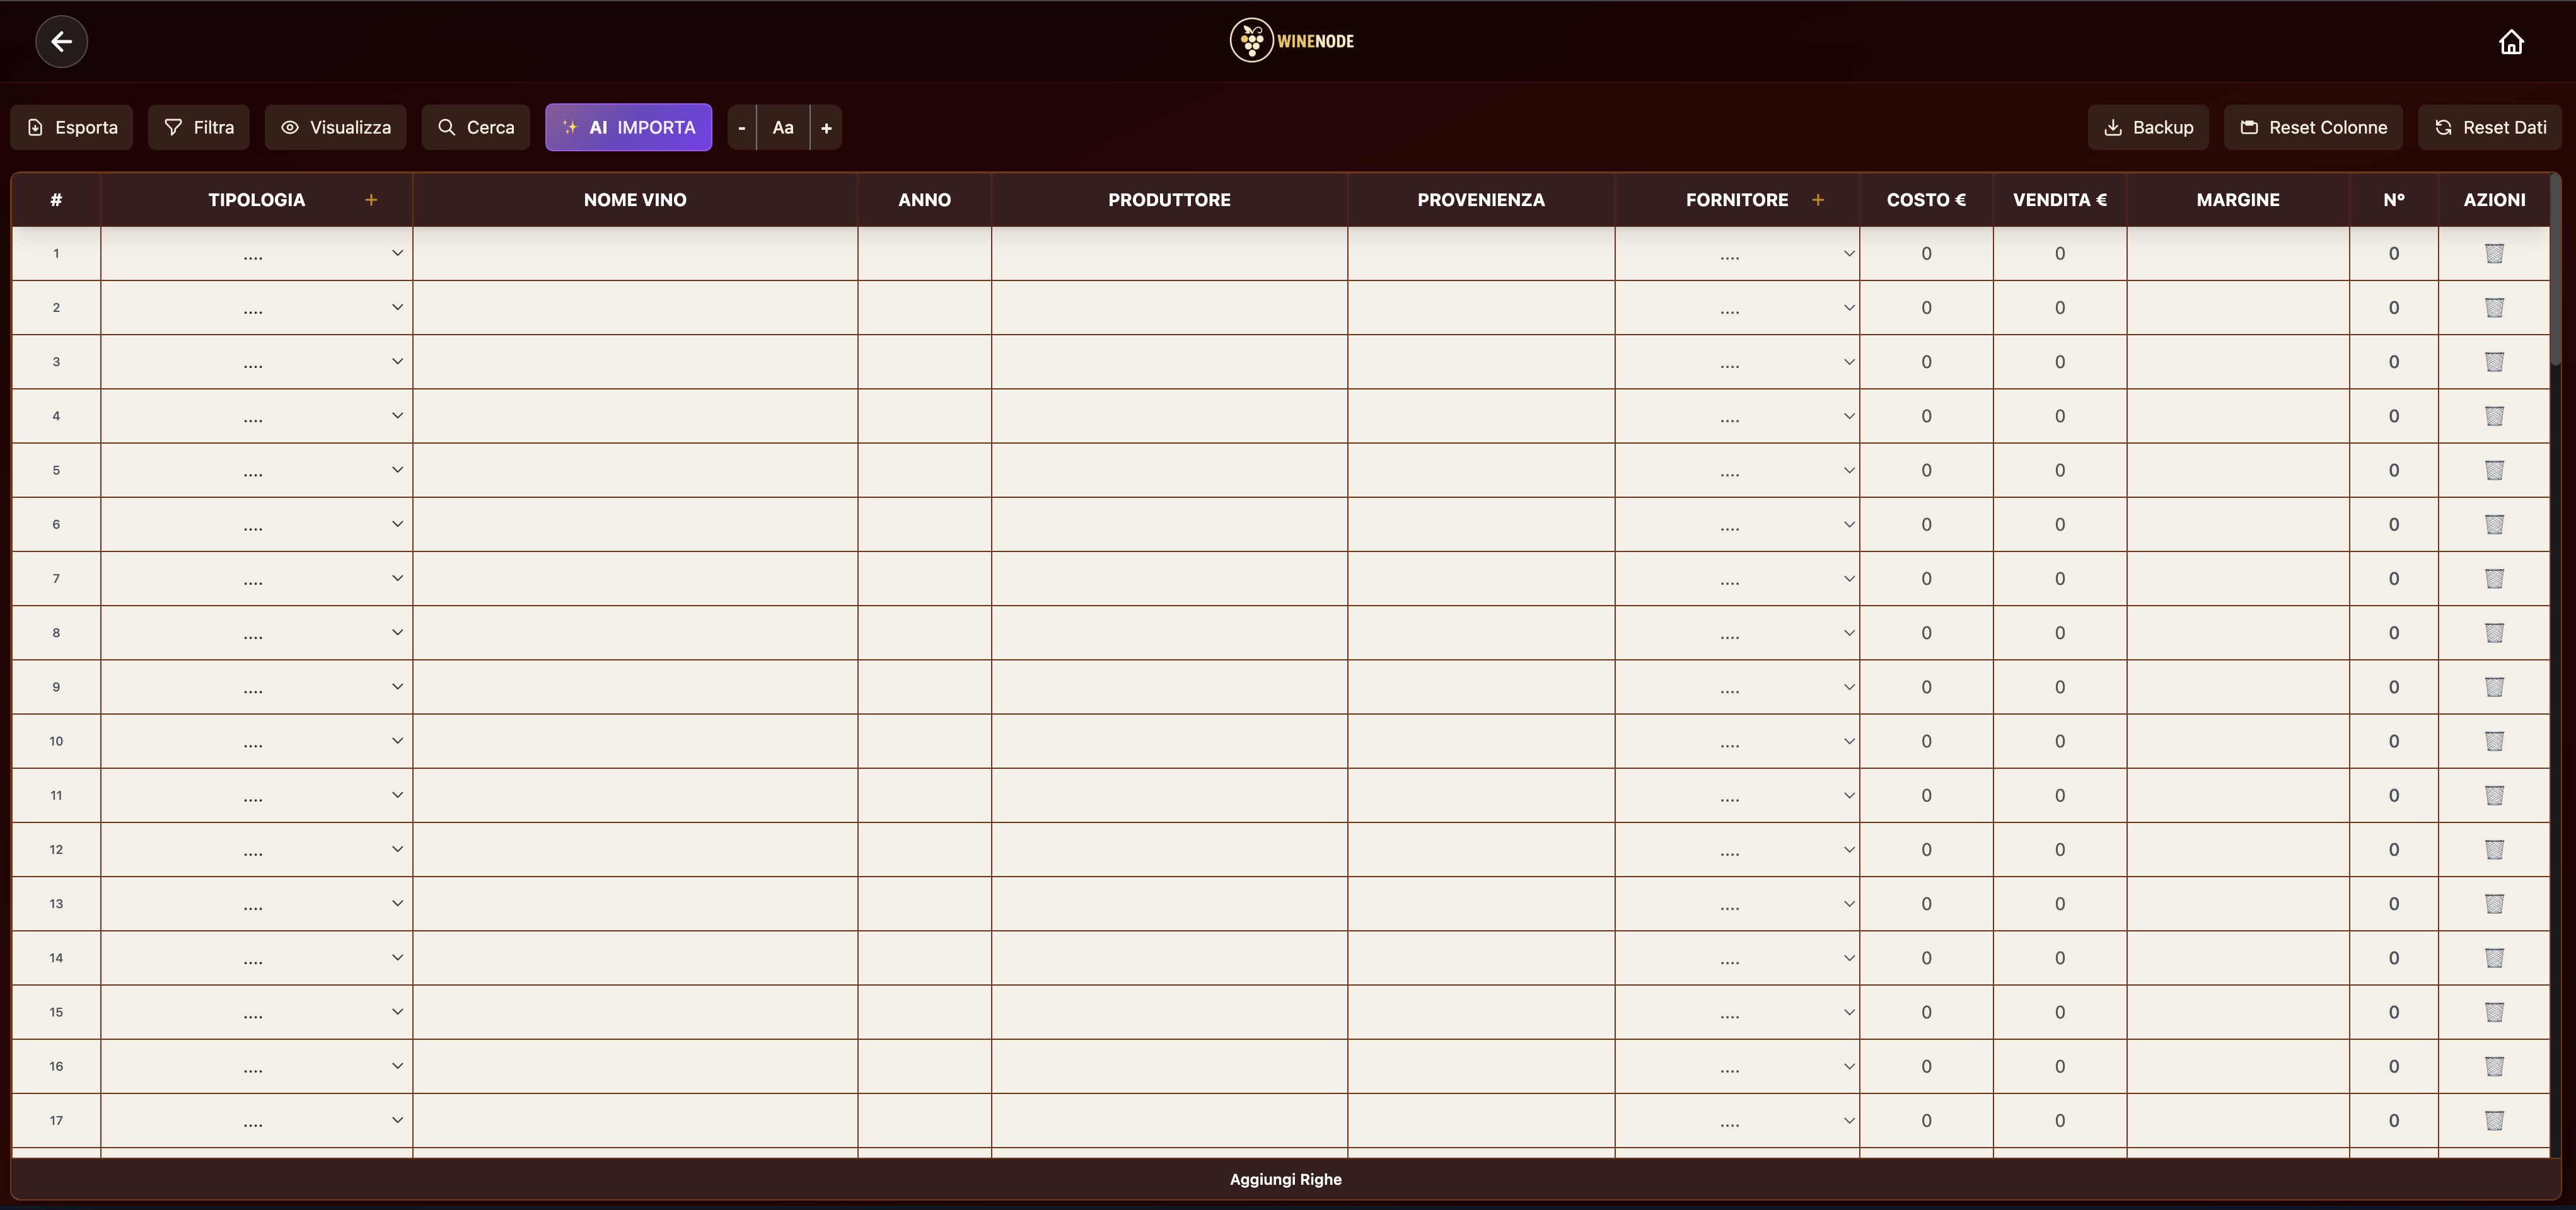 WINENODE
Esporta Filtra Visualizza Cerca AI IMPORTA - Aa + Backup Reset Colonne Reset Dati
# TIPOLOGIA + NOME VINO ANNO PRODUTTORE PROVENIENZA FORNITORE + COSTO € VENDITA € MARGINE N° AZIONI
1 .... .... 0 0 0
2 .... .... 0 0 0
3 .... .... 0 0 0
4 .... .... 0 0 0
5 .... .... 0 0 0
6 .... .... 0 0 0
7 .... .... 0 0 0
8 .... .... 0 0 0
9 .... .... 0 0 0
10 .... .... 0 0 0
11 .... .... 0 0 0
12 .... .... 0 0 0
13 .... .... 0 0 0
14 .... .... 0 0 0
15 .... .... 0 0 0
16 .... .... 0 0 0
17 .... .... 0 0 0
Aggiungi Righe